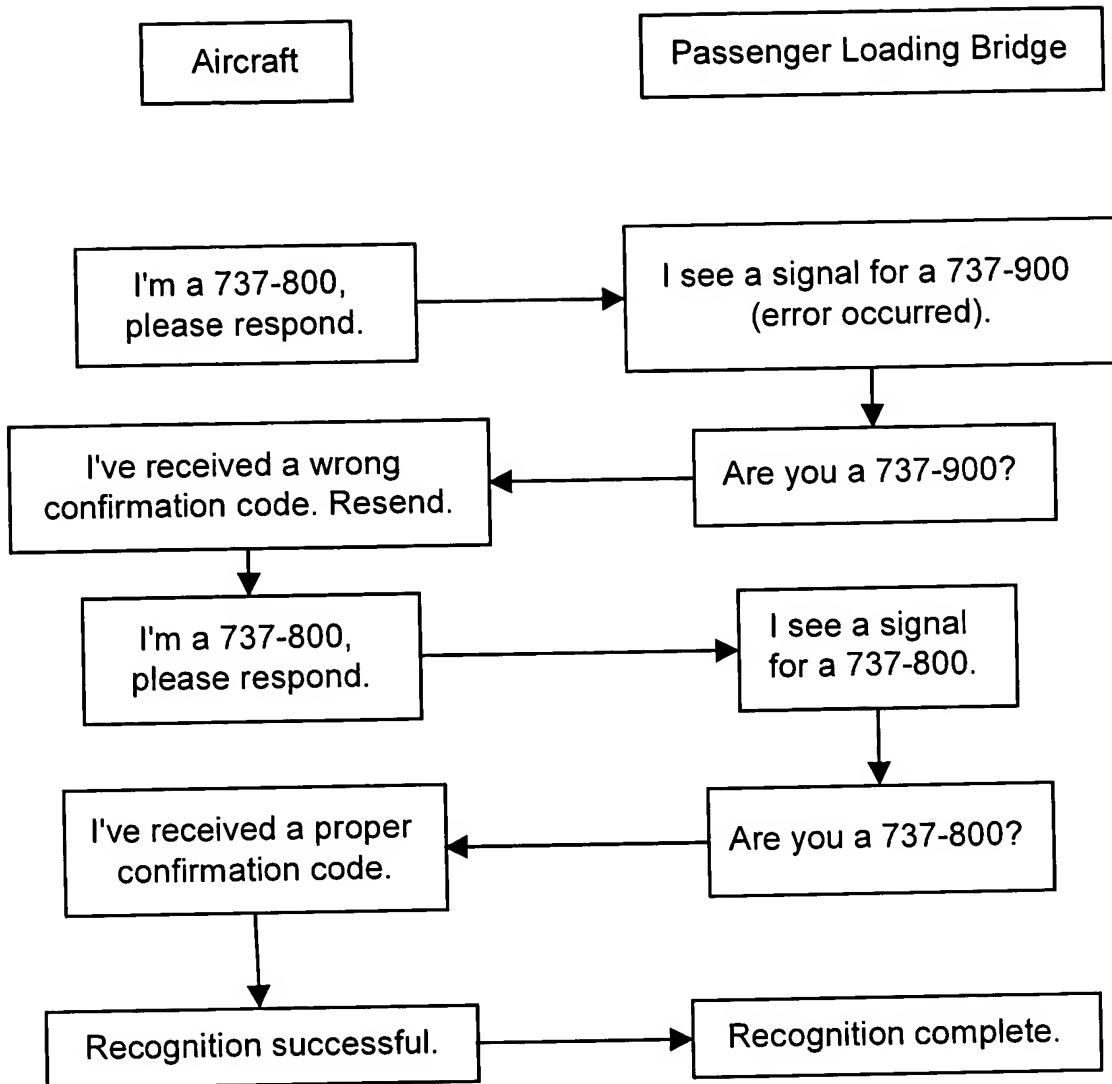 Aircraft
Passenger Loading Bridge
I'm a 737-800,
please respond.
I see a signal for a 737-900
(error occurred).
Are you a 737-900?
I've received a wrong
confirmation code. Resend.
I'm a 737-800,
please respond.
I see a signal
for a 737-800.
Are you a 737-800?
I've received a proper
confirmation code.
Recognition successful.
Recognition complete.